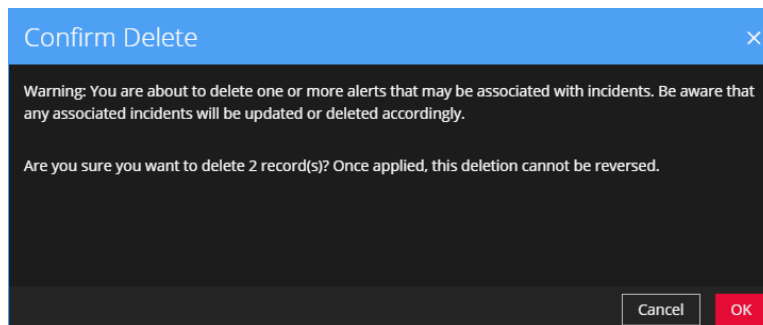 Confirm Delete
Warning: You are about to delete one or more alerts that may be associated with incidents. Be aware that
any associated incidents will be updated or deleted accordingly.
Are you sure you want to delete 2 record(s)? Once applied, this deletion cannot be reversed.
Cancel OK